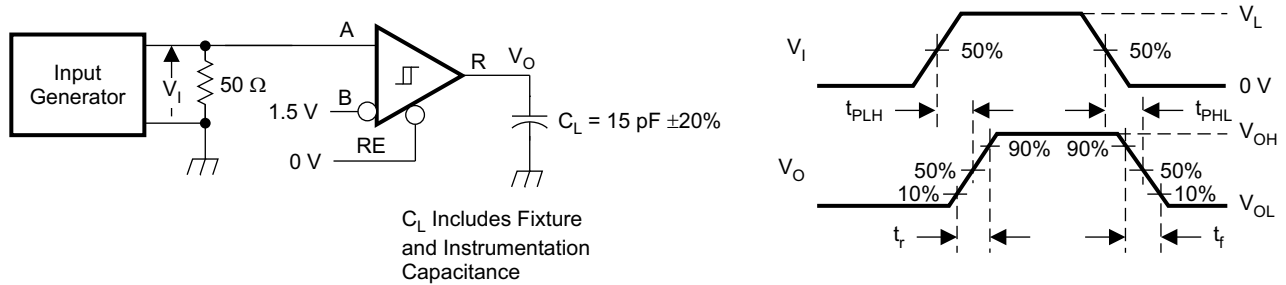 Input
Generator
V_I
50 Ω
A
1.5 V
B
0 V
RE
R
V_O
C_L = 15 pF ±20%
C_L Includes Fixture
and Instrumentation
Capacitance
V_I
50%
50%
V_L
0 V
t_PLH
t_PHL
V_O
90%
90%
50%
50%
10%
10%
V_OH
V_OL
t_r
t_f